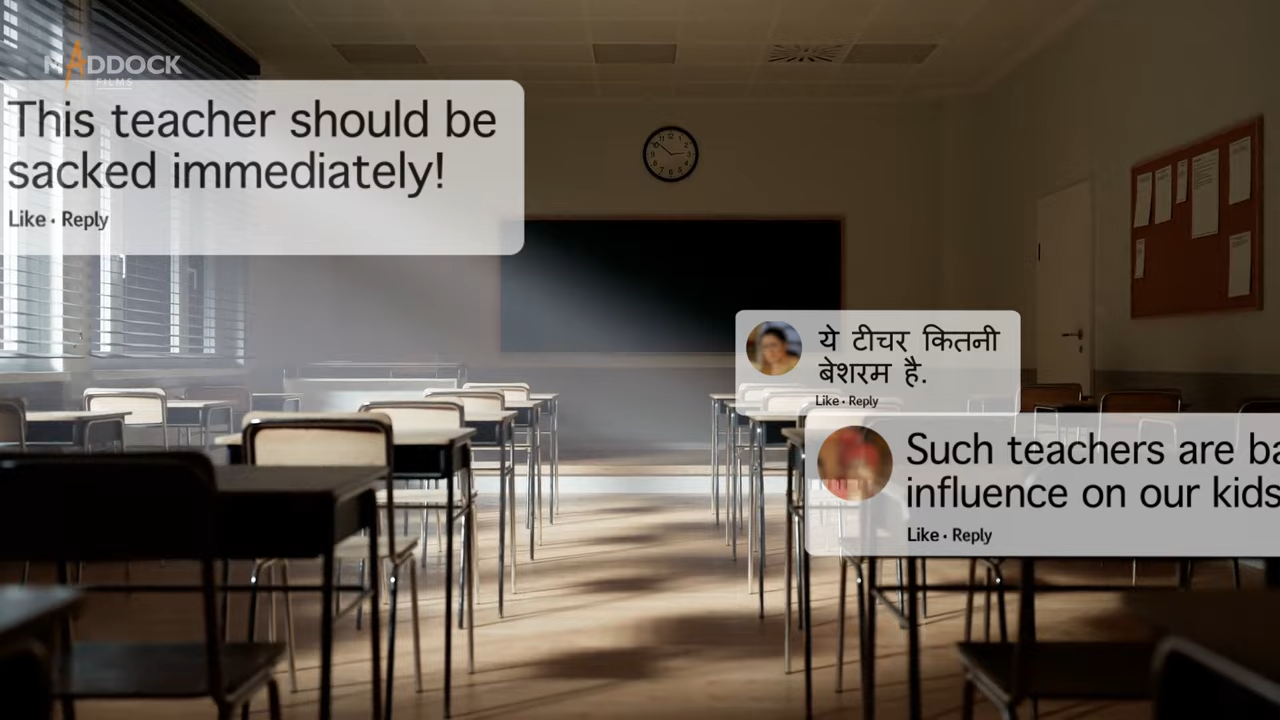 MADDOCK
FILMS
This teacher should be
sacked immediately!
Like · Reply
ये टीचर कितनी
बेशरम है.
Like · Reply
Such teachers are ba
influence on our kids
Like · Reply